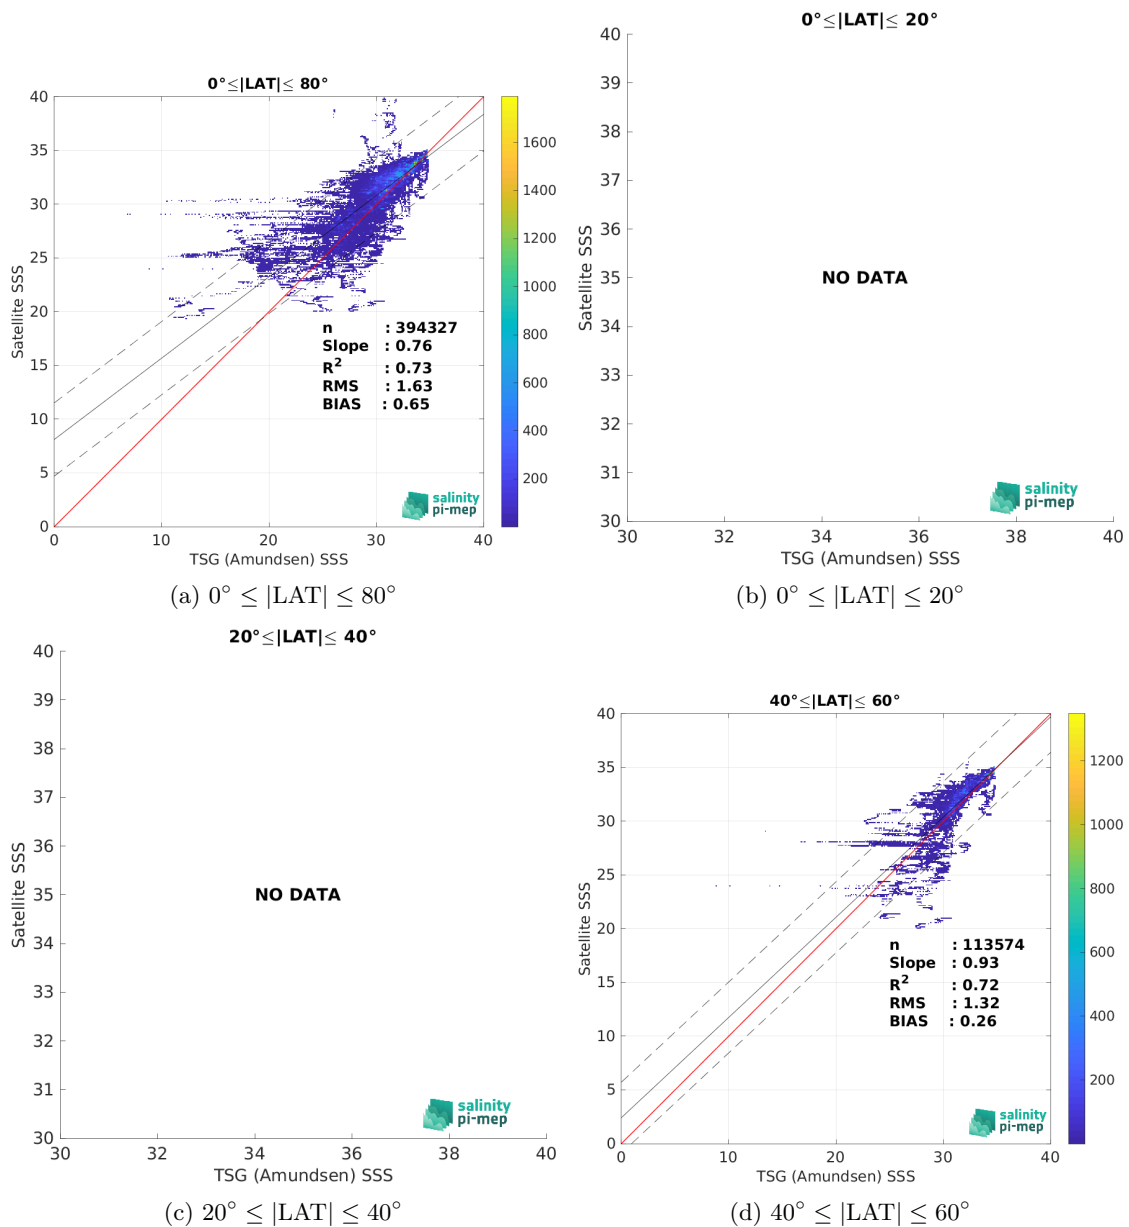 0°≤|LAT|≤ 80°
40
35
30
25
20
15
10
5
0
0
10
20
30
40
Satellite SSS
TSG (Amundsen) SSS
n : 394327
Slope : 0.76
R² : 0.73
RMS : 1.63
BIAS : 0.65
salinity
pi-mep
1600
1400
1200
1000
800
600
400
200
(a) 0° ≤ |LAT| ≤ 80°
0°≤|LAT|≤ 20°
40
39
38
37
36
35
34
33
32
31
30
30
32
34
36
38
40
Satellite SSS
NO DATA
TSG (Amundsen) SSS
salinity
pi-mep
(b) 0° ≤ |LAT| ≤ 20°
20°≤|LAT|≤ 40°
40
39
38
37
36
35
34
33
32
31
30
30
32
34
36
38
40
Satellite SSS
NO DATA
TSG (Amundsen) SSS
salinity
pi-mep
(c) 20° ≤ |LAT| ≤ 40°
40°≤|LAT|≤ 60°
40
35
30
25
20
15
10
5
0
0
10
20
30
40
Satellite SSS
TSG (Amundsen) SSS
n : 113574
Slope : 0.93
R² : 0.72
RMS : 1.32
BIAS : 0.26
salinity
pi-mep
1200
1000
800
600
400
200
(d) 40° ≤ |LAT| ≤ 60°